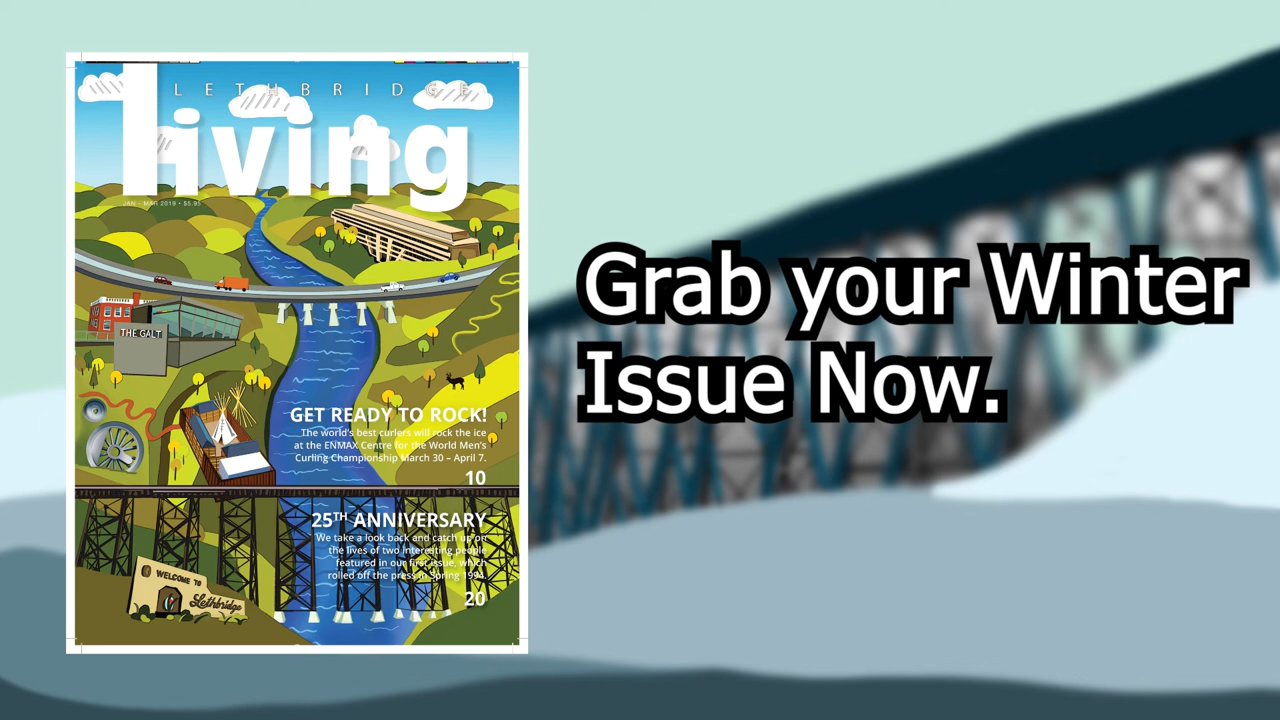 LETHBRIDGE
living
JAN - MAR 2019 • $5.95
THE GALT
GET READY TO ROCK!
The world's best curlers will rock the ice
at the ENMAX Centre for the World Men's
Curling Championship March 30 – April 7.
10
25TH ANNIVERSARY
We take a look back and catch up on
the lives of two interesting people
featured in our first issue, which
rolled off the press in Spring 1994.
20
WELCOME TO
Lethbridge
Grab your Winter
Issue Now.